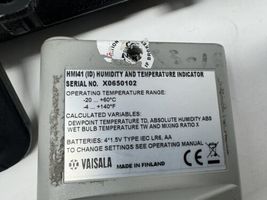 HMI41 (ID) HUMIDITY AND TEMPERATURE INDICATOR
SERIAL NO. X0650102
OPERATING TEMPERATURE RANGE:
-20 ... +60°C
-4 ... +140°F
CALCULATED VARIABLES:
DEWPOINT TEMPERATURE TD, ABSOLUTE HUMIDITY ABS
WET BULB TEMPERATURE TW AND MIXING RATIO X
BATTERIES: 4*1.5V TYPE IEC LR6, AA
TO CHANGE SETTINGS SEE OPERATING MANUAL
VAISALA MADE IN FINLAND